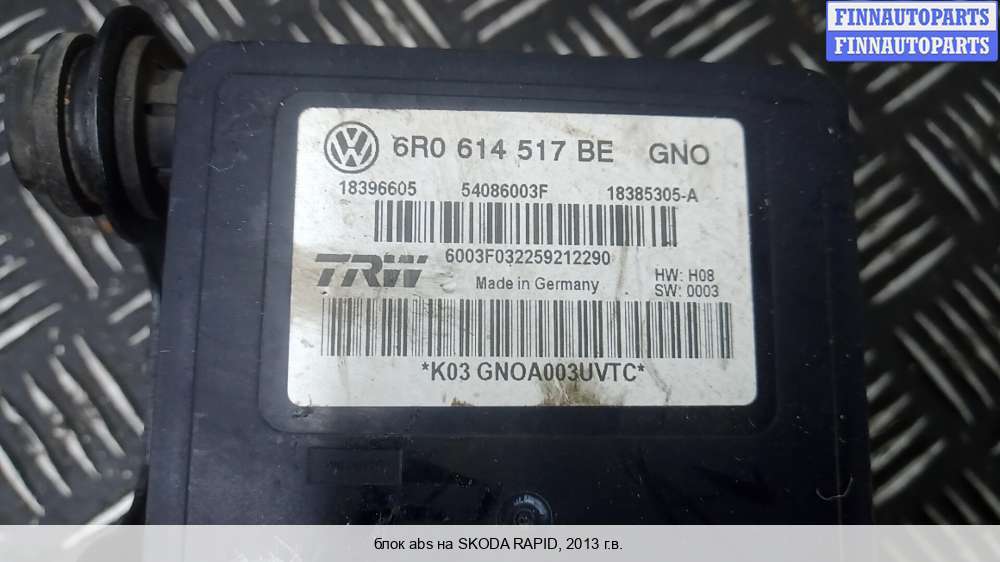 FINNAUTOPARTS
FINNAUTOPARTS
6R0 614 517 BE GNO
18396605 54086003F 18385305-A
6003F032259212290
TRW Made in Germany HW: H08
SW: 0003
*K03 GNOA003UVTC*
блок abs на SKODA RAPID, 2013 г.в.